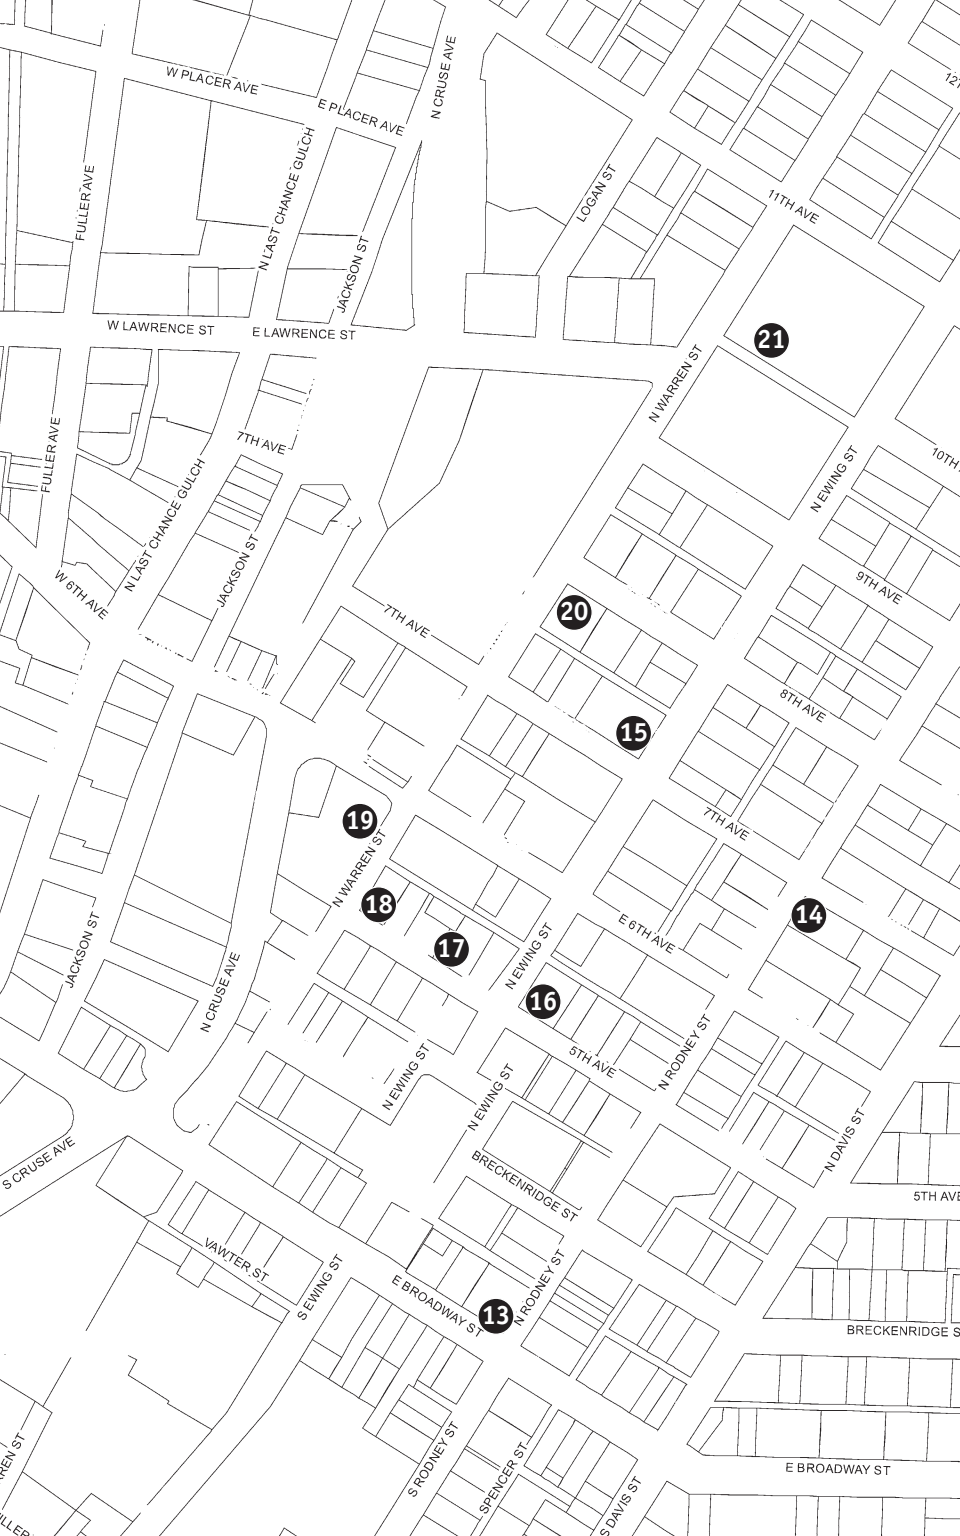 N CRUSE AVE
W PLACER AVE
E PLACER AVE
12T
FULLER AVE
N LAST CHANCE GULCH
LOGAN ST
11TH AVE
JACKSON ST
W LAWRENCE ST
E LAWRENCE ST
21
N WARREN ST
7TH AVE
FULLER AVE
N EWING ST
10TH
N LAST CHANCE GULCH
JACKSON ST
W 6TH AVE
9TH AVE
20
7TH AVE
8TH AVE
15
19
7TH AVE
N WARREN ST
18
14
17
E 6TH AVE
JACKSON ST
N EWING ST
N CRUSE AVE
16
5TH AVE
N RODNEY ST
N EWING ST
N EWING ST
N DAVIS ST
S CRUSE AVE
BRECKENRIDGE ST
5TH AVE
VAWTER ST
S EWING ST
E BROADWAY ST
N RODNEY ST
13
BRECKENRIDGE S
E BROADWAY ST
REN ST
S RODNEY ST
SPENCER ST
S DAVIS ST